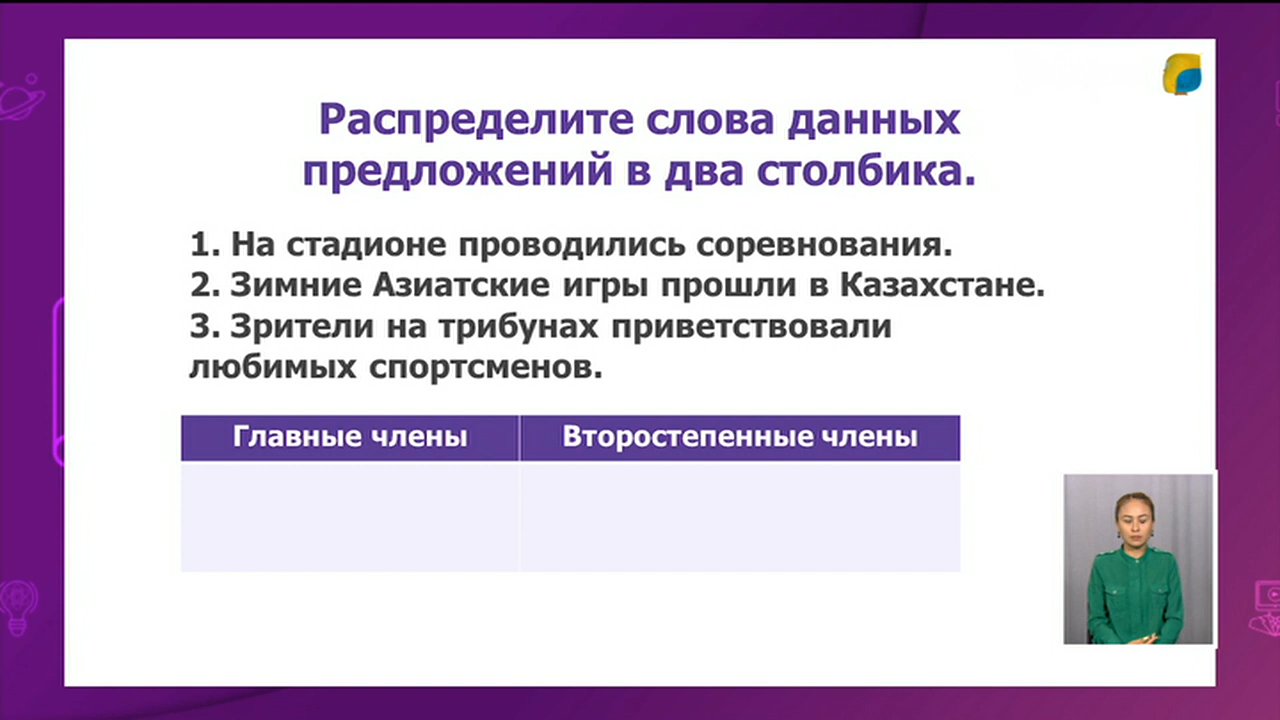 Распределите слова данных
предложений в два столбика.
1. На стадионе проводились соревнования.
2. Зимние Азиатские игры прошли в Казахстане.
3. Зрители на трибунах приветствовали
любимых спортсменов.
Главные члены
Второстепенные члены